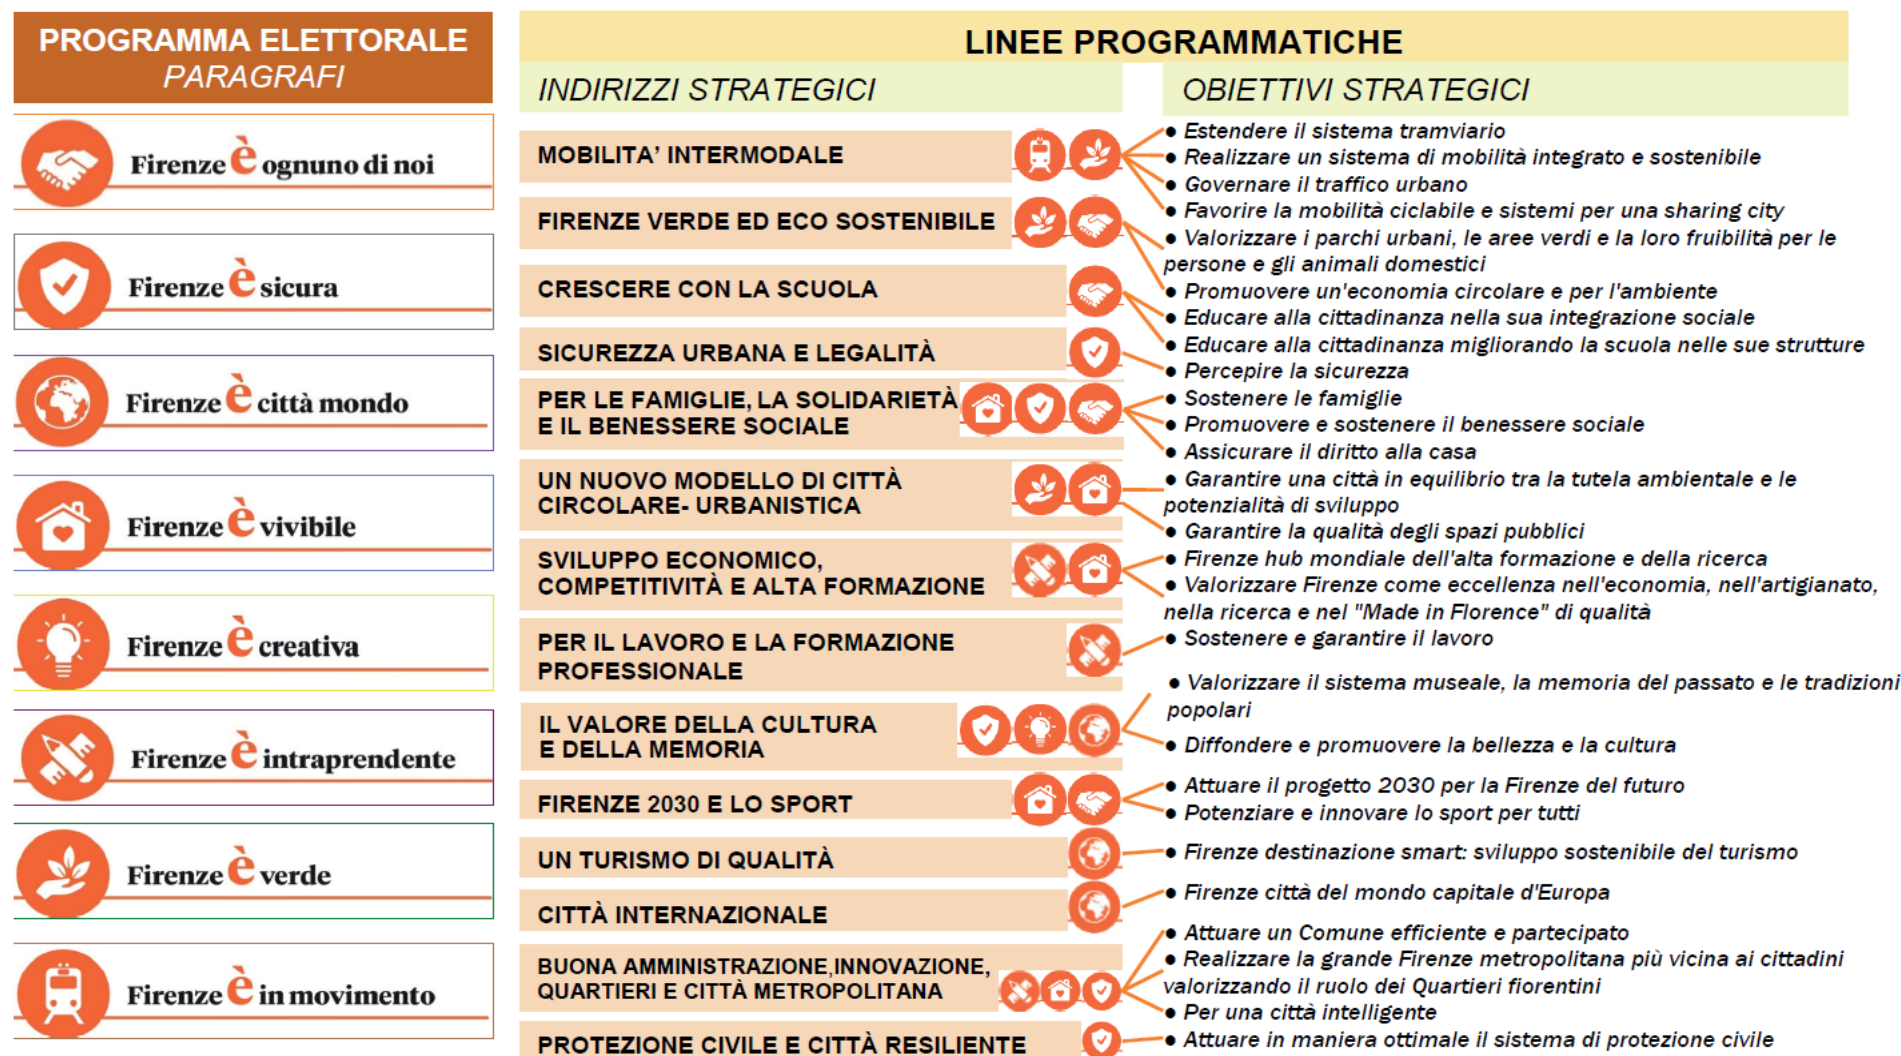 PROGRAMMA ELETTORALE
PARAGRAFI
Firenze è ognuno di noi
Firenze è sicura
Firenze è città mondo
Firenze è vivibile
Firenze è creativa
Firenze è intraprendente
Firenze è verde
Firenze è in movimento
LINEE PROGRAMMATICHE
INDIRIZZI STRATEGICI
MOBILITA' INTERMODALE
FIRENZE VERDE ED ECO SOSTENIBILE
CRESCERE CON LA SCUOLA
SICUREZZA URBANA E LEGALITÀ
PER LE FAMIGLIE, LA SOLIDARIETÀ
E IL BENESSERE SOCIALE
UN NUOVO MODELLO DI CITTÀ
CIRCOLARE- URBANISTICA
SVILUPPO ECONOMICO,
COMPETITIVITÀ E ALTA FORMAZIONE
PER IL LAVORO E LA FORMAZIONE
PROFESSIONALE
IL VALORE DELLA CULTURA
E DELLA MEMORIA
FIRENZE 2030 E LO SPORT
UN TURISMO DI QUALITÀ
CITTÀ INTERNAZIONALE
BUONA AMMINISTRAZIONE,INNOVAZIONE,
QUARTIERI E CITTÀ METROPOLITANA
PROTEZIONE CIVILE E CITTÀ RESILIENTE
OBIETTIVI STRATEGICI
● Estendere il sistema tramviario
● Realizzare un sistema di mobilità integrato e sostenibile
● Governare il traffico urbano
● Favorire la mobilità ciclabile e sistemi per una sharing city
● Valorizzare i parchi urbani, le aree verdi e la loro fruibilità per le
persone e gli animali domestici
● Promuovere un'economia circolare e per l'ambiente
● Educare alla cittadinanza nella sua integrazione sociale
● Educare alla cittadinanza migliorando la scuola nelle sue strutture
● Percepire la sicurezza
● Sostenere le famiglie
● Promuovere e sostenere il benessere sociale
● Assicurare il diritto alla casa
● Garantire una città in equilibrio tra la tutela ambientale e le
potenzialità di sviluppo
● Garantire la qualità degli spazi pubblici
● Firenze hub mondiale dell'alta formazione e della ricerca
● Valorizzare Firenze come eccellenza nell'economia, nell'artigianato,
nella ricerca e nel "Made in Florence" di qualità
● Sostenere e garantire il lavoro
● Valorizzare il sistema museale, la memoria del passato e le tradizioni
popolari
● Diffondere e promuovere la bellezza e la cultura
● Attuare il progetto 2030 per la Firenze del futuro
● Potenziare e innovare lo sport per tutti
● Firenze destinazione smart: sviluppo sostenibile del turismo
● Firenze città del mondo capitale d'Europa
● Attuare un Comune efficiente e partecipato
● Realizzare la grande Firenze metropolitana più vicina ai cittadini
valorizzando il ruolo dei Quartieri fiorentini
● Per una città intelligente
● Attuare in maniera ottimale il sistema di protezione civile